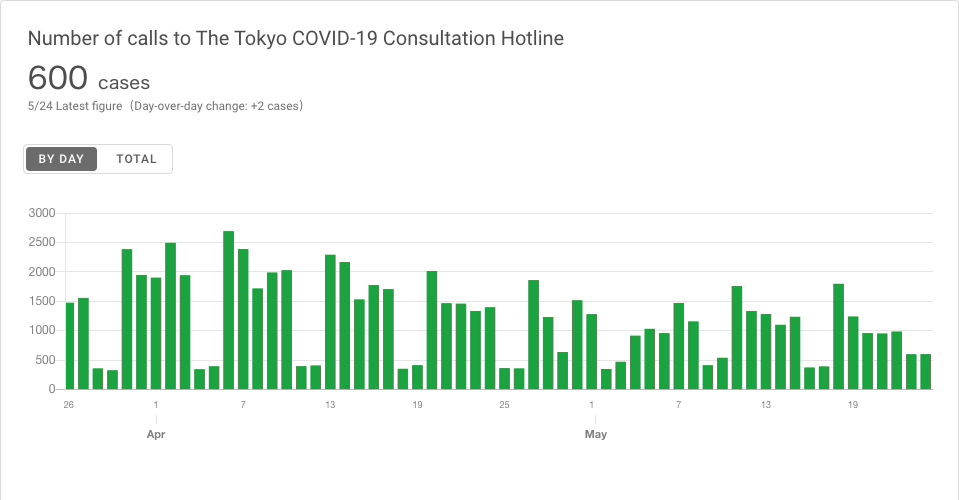 Number of calls to The Tokyo COVID-19 Consultation Hotline
600 cases
5/24 Latest figure（Day-over-day change: +2 cases）
BY DAY TOTAL
3000
2500
2000
1500
1000
500
0
26 1 7 13 19 25 1 7 13 19
Apr May